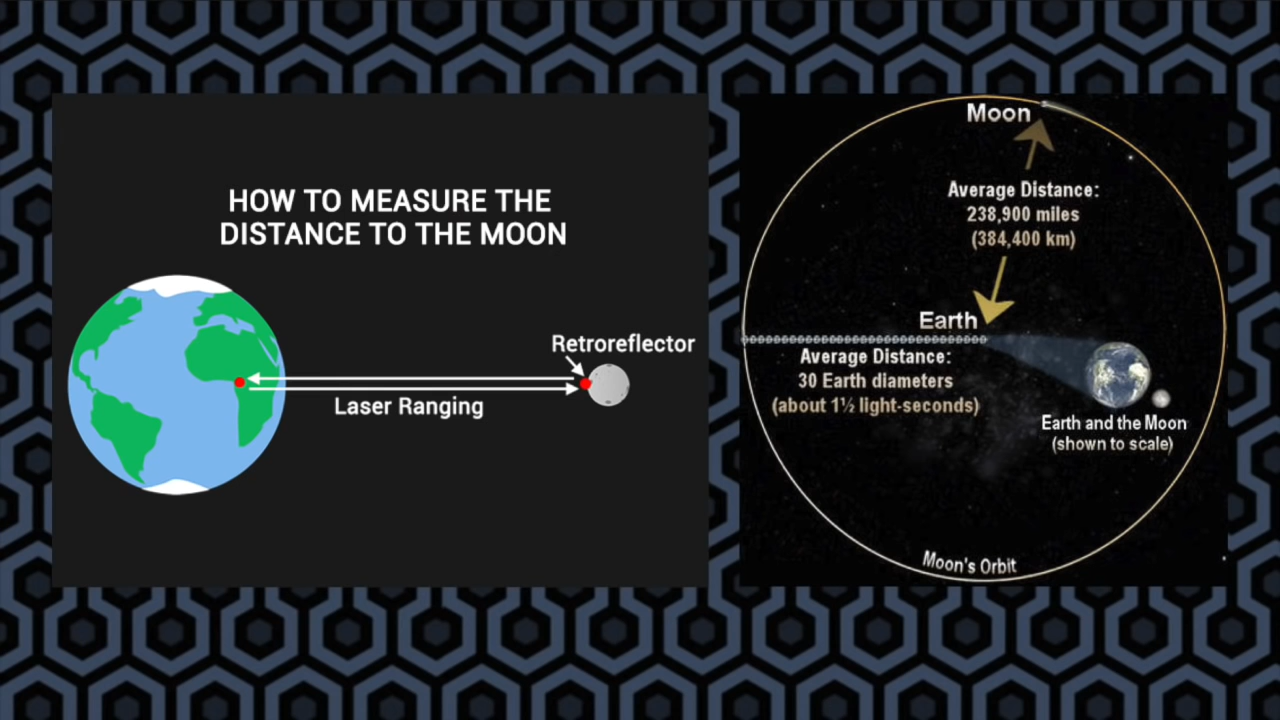 HOW TO MEASURE THE
DISTANCE TO THE MOON
Retroreflector
Laser Ranging
Moon
Average Distance:
238,900 miles
(384,400 km)
Earth
Average Distance:
30 Earth diameters
(about 1½ light-seconds)
Earth and the Moon
(shown to scale)
Moon's Orbit